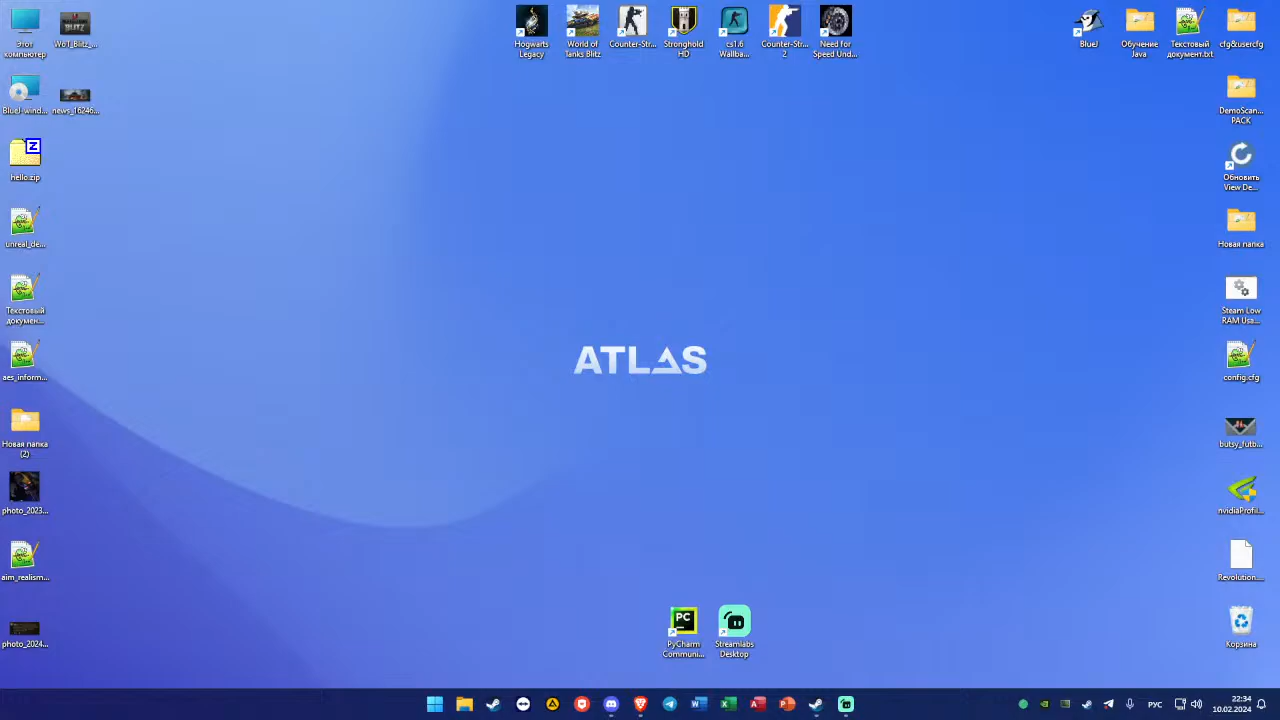 Этот
компьютер
WoT_Blitz_...
Hogwarts
Legacy
World of
Tanks Blitz
Counter-Str...
Stronghold
HD
cs1.6
Wallba...
Counter-Str...
2
Need for
Speed Und...
BlueJ
Обучение
Java
Текстовый
документ.txt
cfg&usercfg
BlueJ-wind...
news_16246...
DemoScan...
PACK
hello.zip
Обновить
View De...
unreal_de...
Новая папка
Текстовый
докумен...
Steam Low
RAM Usa...
aes_inform...
config.cfg
ATLAS
Новая папка
(2)
butsy_futb...
photo_2023...
nvidiaProfil...
aim_realism...
Revolution....
photo_2024...
PC
PyCharm
Communi...
Streamlabs
Desktop
Корзина
РУС
22:34
10.02.2024